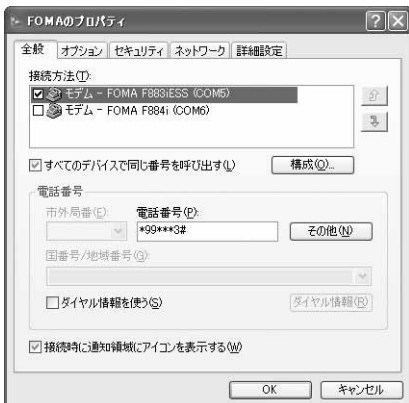 FOMAのプロパティ
全般 オプション セキュリティ ネットワーク 詳細設定
接続方法(T):
モデム - FOMA F883iESS (COM5)
モデム - FOMA F884i (COM6)
すべてのデバイスで同じ番号を呼び出す(L) 構成(O)...
電話番号
市外局番(E): 電話番号(P):
*99***3# その他(N)
国番号/地域番号(G):
ダイヤル情報を使う(S) ダイヤル情報(R)
接続時に通知領域にアイコンを表示する(W)
OK キャンセル